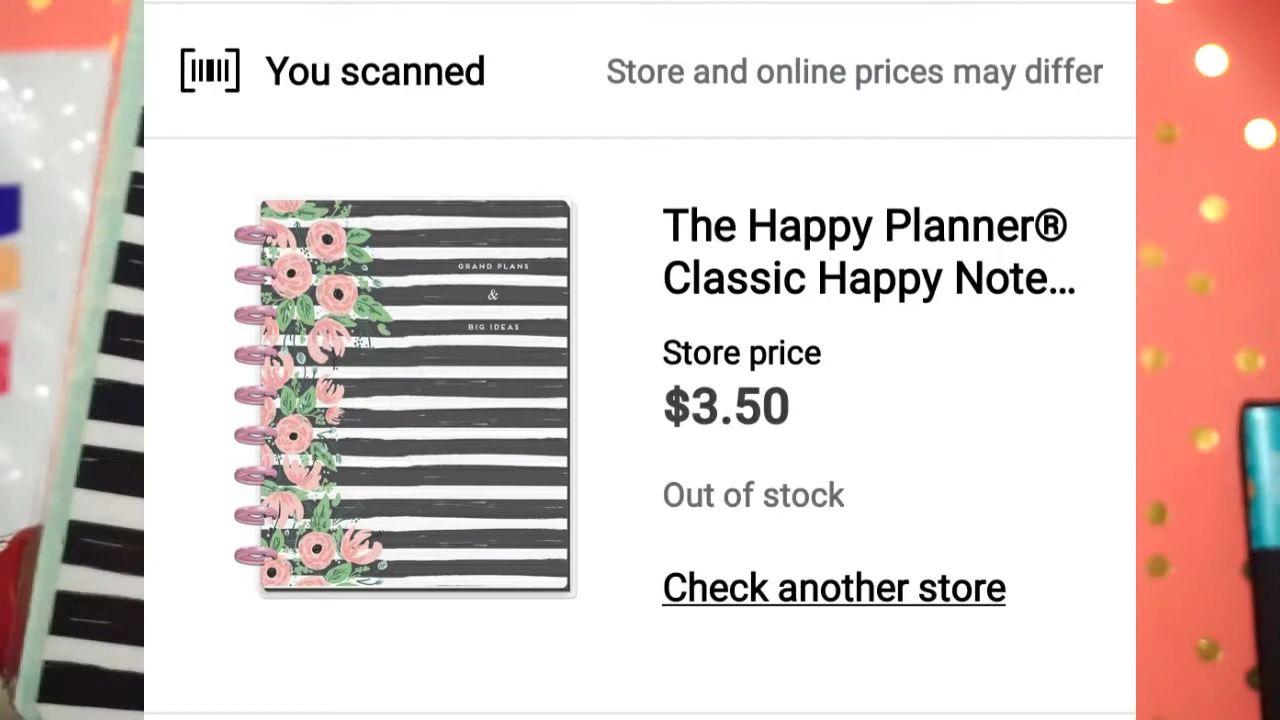 You scanned
Store and online prices may differ
The Happy Planner®
Classic Happy Note...
GRAND PLANS
&
BIG IDEAS
Store price
$3.50
Out of stock
Check another store